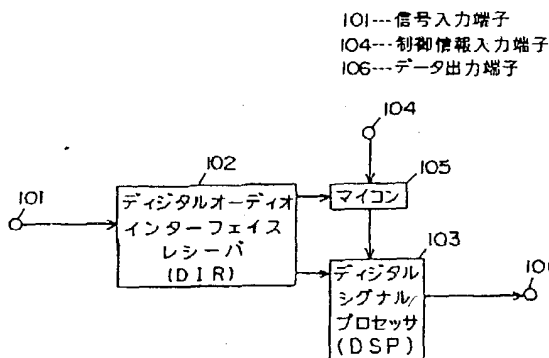 101---信号入力端子
104---制御情報入力端子
106---データ出力端子
104
102
105
101
ディジタルオーディオ
インターフェイス
レシーバ
(DIR)
マイコン
103
ディジタル
シグナル
プロセッサ
(DSP)